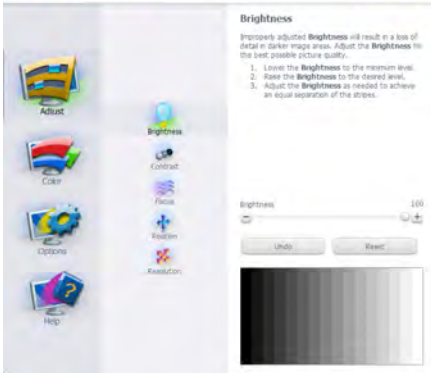 Brightness
Improperly adjusted Brightness will result in a loss of
detail in darker image areas. Adjust the Brightness for
the best possible picture quality.
1. Lower the Brightness to the minimum level.
2. Raise the Brightness to the desired level.
3. Adjust the Brightness as needed to achieve
an equal separation of the stripes.
Adjust
Color
Options
Help
Brightness
Contrast
Focus
Position
Resolution
Brightness 100
Undo Reset